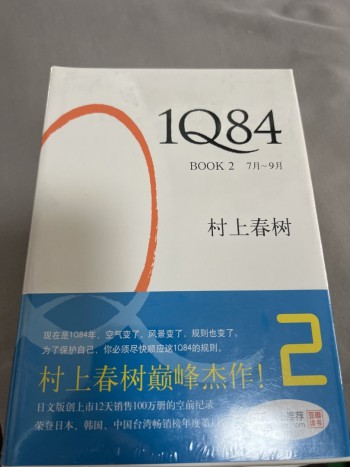 1Q84
BOOK 2 7月~9月
村上春树
现在是1Q84年，空气变了，风景变了，规则也变了。
为了保护自己，你必须尽快顺应这1Q84的规则。
2
村上春树巅峰杰作！
日文版创上市12天销售100万册的空前纪录
荣登日本、韩国、中国台湾畅销榜年度第
推荐